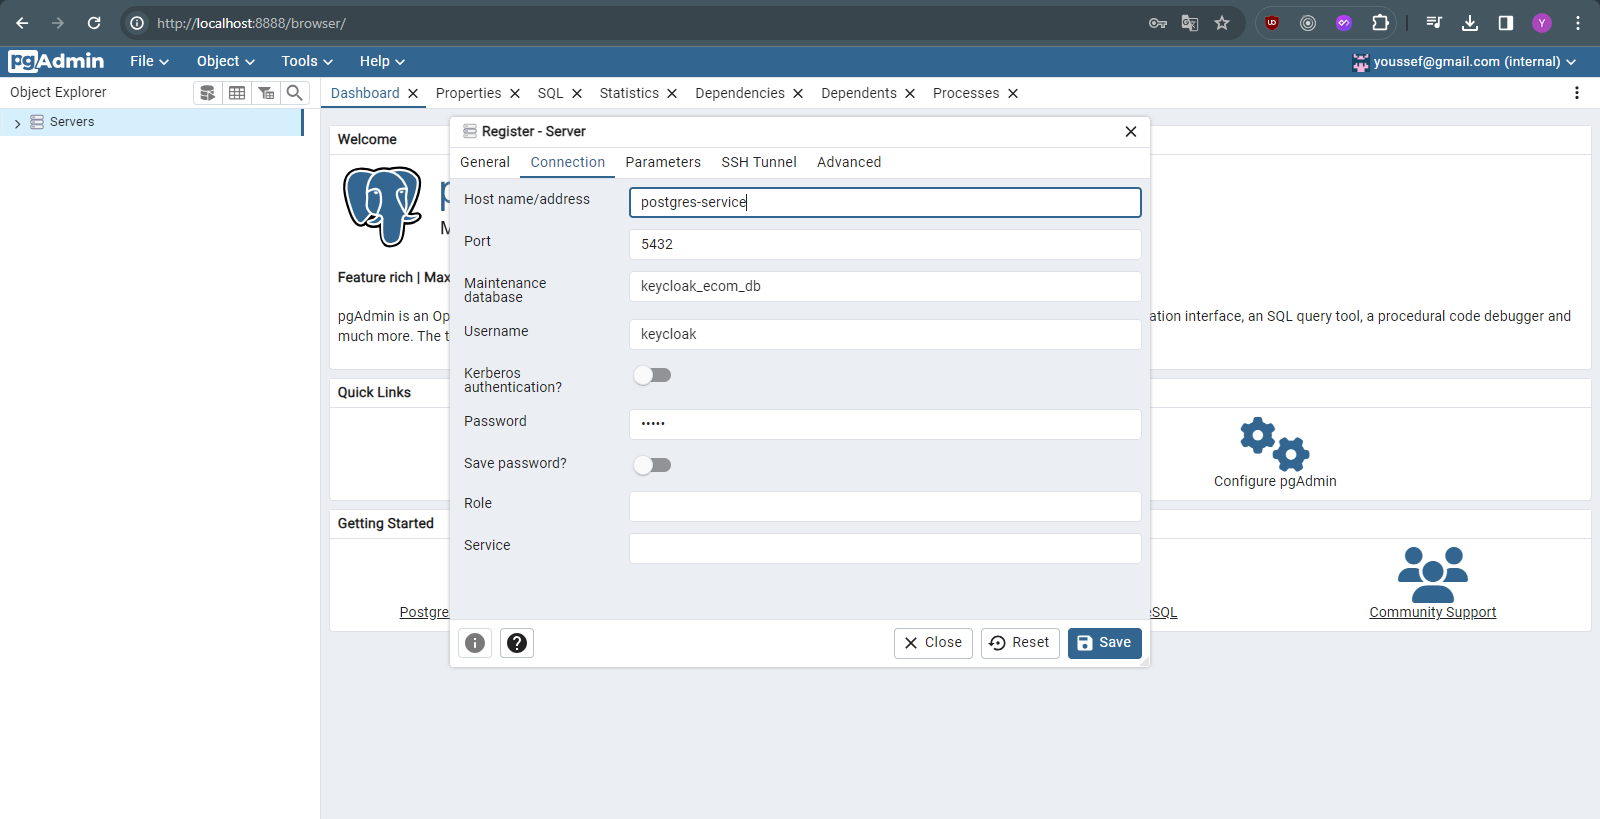 http://localhost:8888/browser/
Y
pgAdmin File Object Tools Help youssef@gmail.com (internal)
Object Explorer
Servers
Dashboard Properties SQL Statistics Dependencies Dependents Processes
Welcome
Register - Server
General Connection Parameters SSH Tunnel Advanced
Host name/address postgres-service
Port 5432
Maintenance database keycloak_ecom_db
Username keycloak
Kerberos authentication?
Password •••••
Save password?
Role
Service
Close Reset Save
p
M
Feature rich | Max
pgAdmin is an Op
ation interface, an SQL query tool, a procedural code debugger and
much more. The t
Quick Links
Configure pgAdmin
Getting Started
Postgre
SQL
Community Support